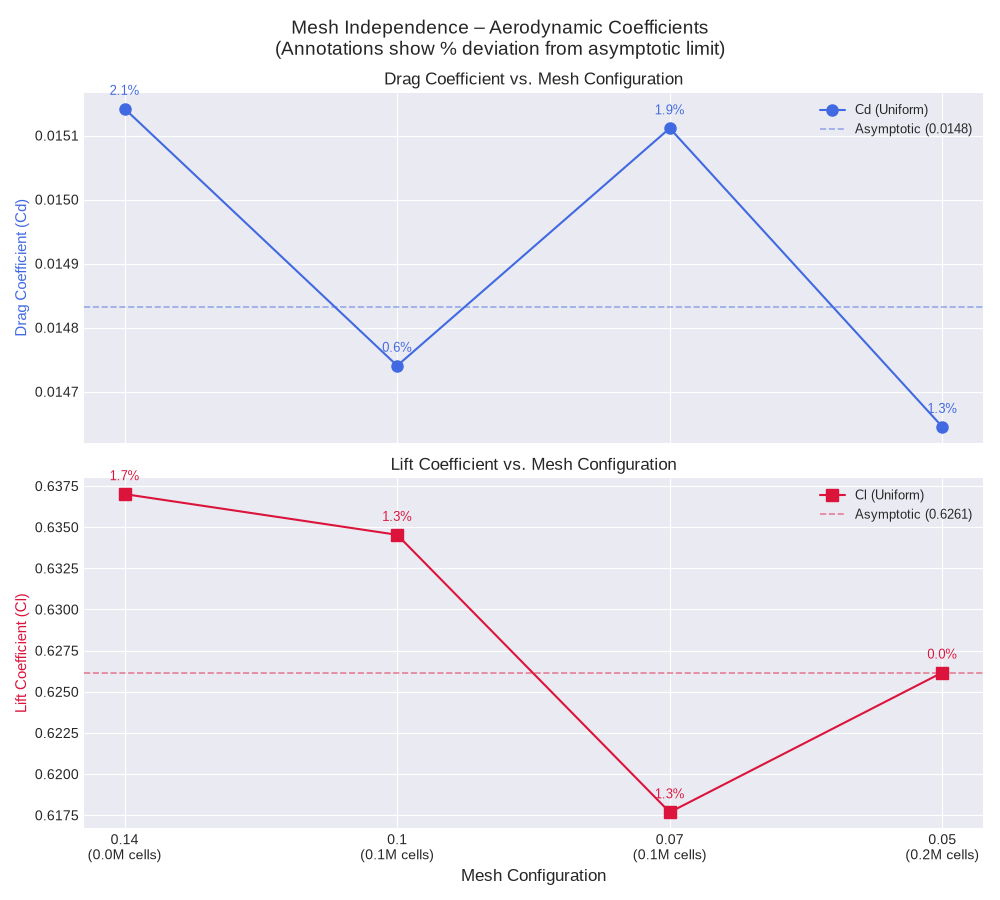 Mesh Independence – Aerodynamic Coefficients
(Annotations show % deviation from asymptotic limit)
Drag Coefficient vs. Mesh Configuration
2.1%
0.6%
1.9%
1.3%
Cd (Uniform)
Asymptotic (0.0148)
0.0151
0.0150
0.0149
0.0148
0.0147
Drag Coefficient (Cd)
Lift Coefficient vs. Mesh Configuration
1.7%
1.3%
1.3%
0.0%
Cl (Uniform)
Asymptotic (0.6261)
0.6375
0.6350
0.6325
0.6300
0.6275
0.6250
0.6225
0.6200
0.6175
Lift Coefficient (Cl)
0.14
(0.0M cells)
0.1
(0.1M cells)
0.07
(0.1M cells)
0.05
(0.2M cells)
Mesh Configuration